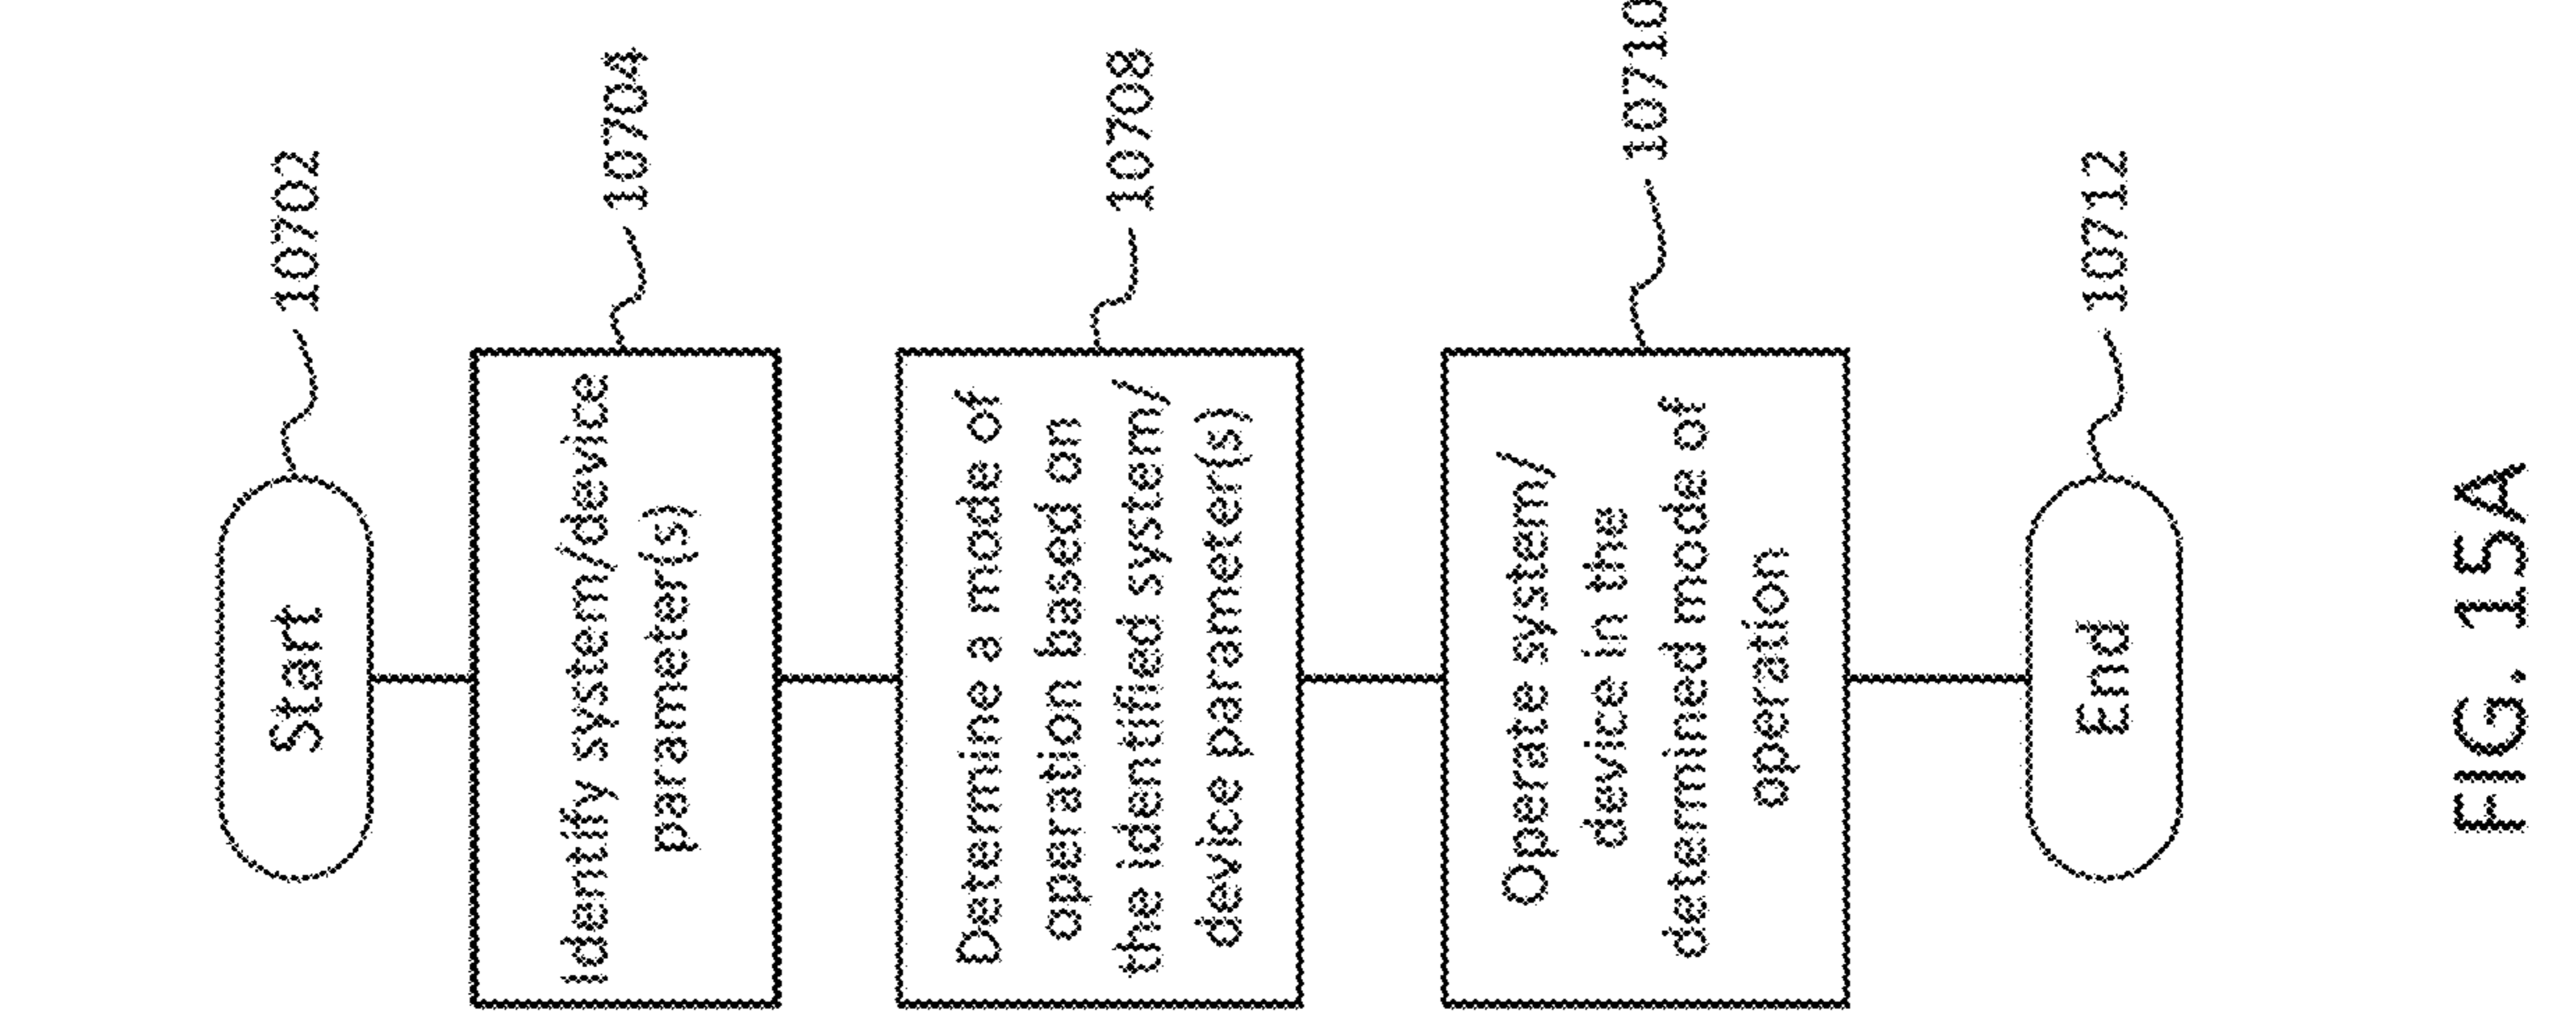 Start
10702
Identify system/device
parameter(s)
10704
Determine a mode of
operation based on
the identified system/
device parameter(s)
10708
Operate system/
device in the
determined mode of
operation
10710
End
10712
FIG. 15A